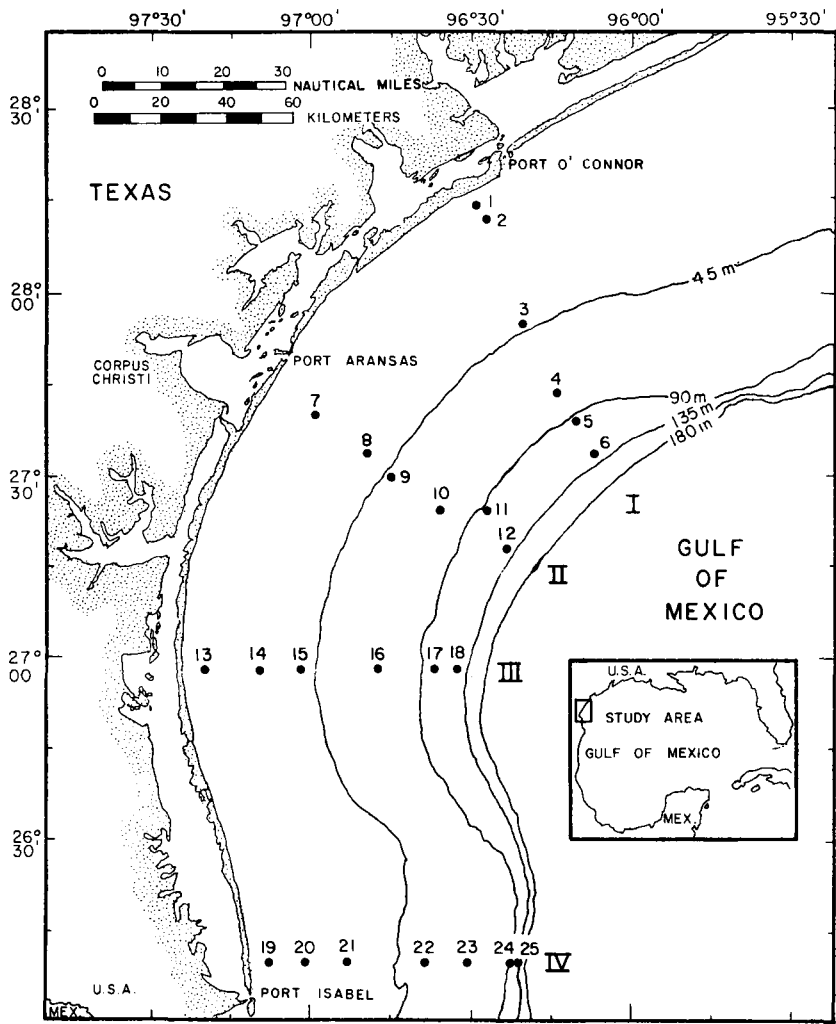 97°30' 97°00' 96°30' 96°00' 95°30'
0 10 20 30 NAUTICAL MILES
0 20 40 60 KILOMETERS
28° 30'
PORT O' CONNOR
TEXAS
1
2
28° 00'
45 m
3
PORT ARANSAS
CORPUS CHRISTI
4
90 m
135 m
180 m
7
5
6
8
27° 30'
9
10
11
I
12
GULF OF MEXICO
II
27° 00'
13 14 15 16 17 18 III
U.S.A.
STUDY AREA
GULF OF MEXICO
MEX.
26° 30'
19 20 21 22 23 24 25 IV
U.S.A.
PORT ISABEL
MEX.